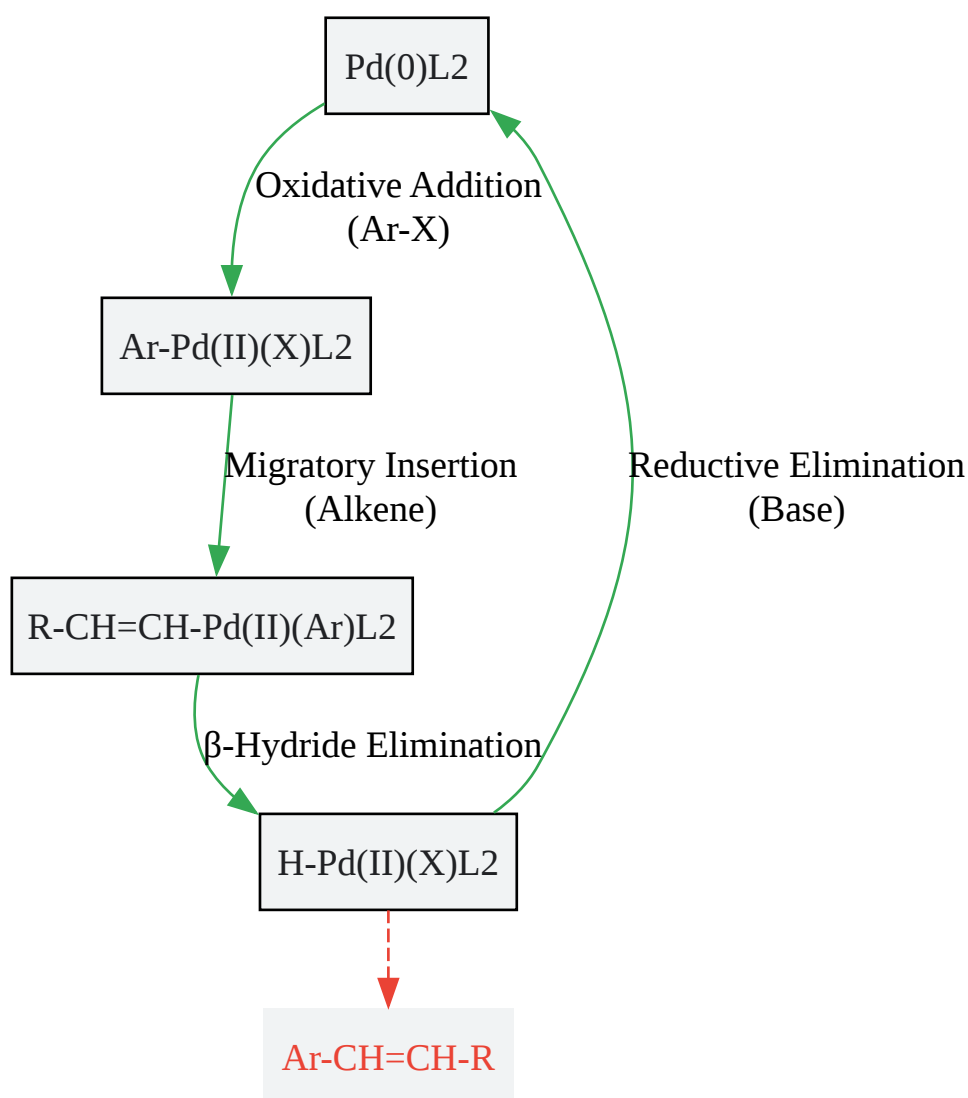 Pd(0)L2
Oxidative Addition
(Ar-X)
Ar-Pd(II)(X)L2
Migratory Insertion
(Alkene)
Reductive Elimination
(Base)
R-CH=CH-Pd(II)(Ar)L2
β-Hydride Elimination
H-Pd(II)(X)L2
Ar-CH=CH-R